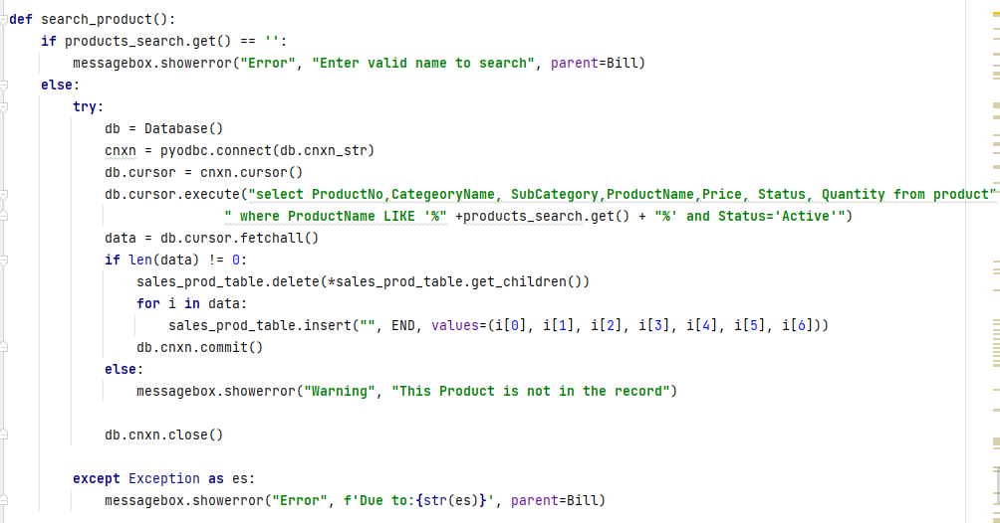 def search_product():
    if products_search.get() == '':
        messagebox.showerror("Error", "Enter valid name to search", parent=Bill)
    else:
        try:
            db = Database()
            cnxn = pyodbc.connect(db.cnxn_str)
            db.cursor = cnxn.cursor()
            db.cursor.execute("select ProductNo,CategeoryName, SubCategory,ProductName,Price, Status, Quantity from product"
                           " where ProductName LIKE '%" +products_search.get() + "%' and Status='Active'")
            data = db.cursor.fetchall()
            if len(data) != 0:
                sales_prod_table.delete(*sales_prod_table.get_children())
                for i in data:
                    sales_prod_table.insert("", END, values=(i[0], i[1], i[2], i[3], i[4], i[5], i[6]))
                db.cnxn.commit()
            else:
                messagebox.showerror("Warning", "This Product is not in the record")

            db.cnxn.close()

        except Exception as es:
            messagebox.showerror("Error", f'Due to:{str(es)}', parent=Bill)